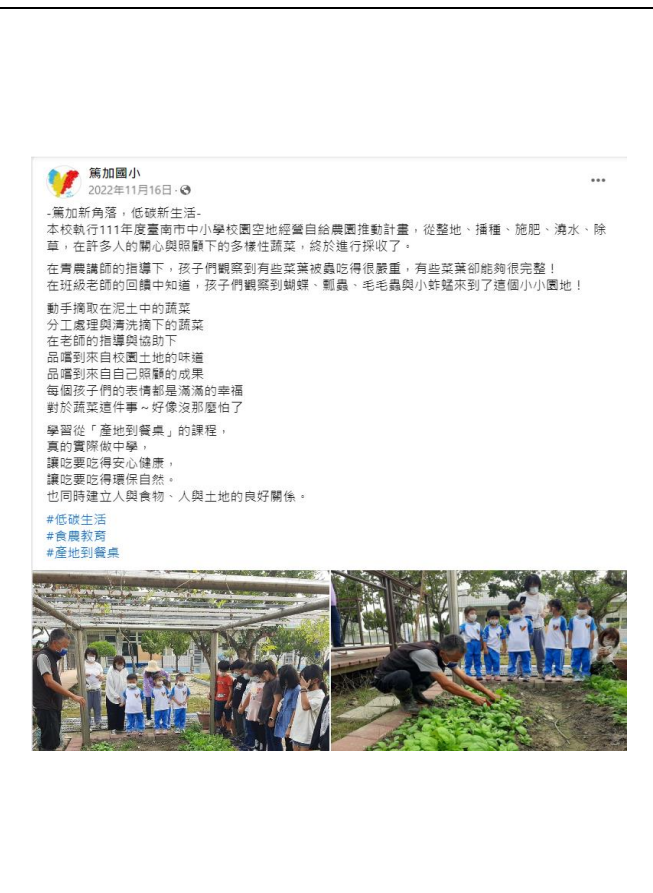 篤加國小
2022年11月16日 ·
-篤加新角落，低碳新生活-
本校執行111年度臺南市中小學校園空地經營自給農園推動計畫，從整地、播種、施肥、澆水、除
草，在許多人的關心與照顧下的多樣性蔬菜，終於進行採收了。
在青農講師的指導下，孩子們觀察到有些菜葉被蟲吃得很嚴重，有些菜葉卻能夠很完整！
在班級老師的回饋中知道，孩子們觀察到蝴蝶、瓢蟲、毛毛蟲與小蚱蜢來到了這個小小園地！
動手摘取在泥土中的蔬菜
分工處理與清洗摘下的蔬菜
在老師的指導與協助下
品嚐到來自校園土地的味道
品嚐到來自自己照顧的成果
每個孩子們的表情都是滿滿的幸福
對於蔬菜這件事～好像沒那麼怕了
學習從「產地到餐桌」的課程，
真的實際做中學，
讓吃要吃得安心健康，
讓吃要吃得環保自然。
也同時建立人與食物、人與土地的良好關係。
#低碳生活
#食農教育
#產地到餐桌